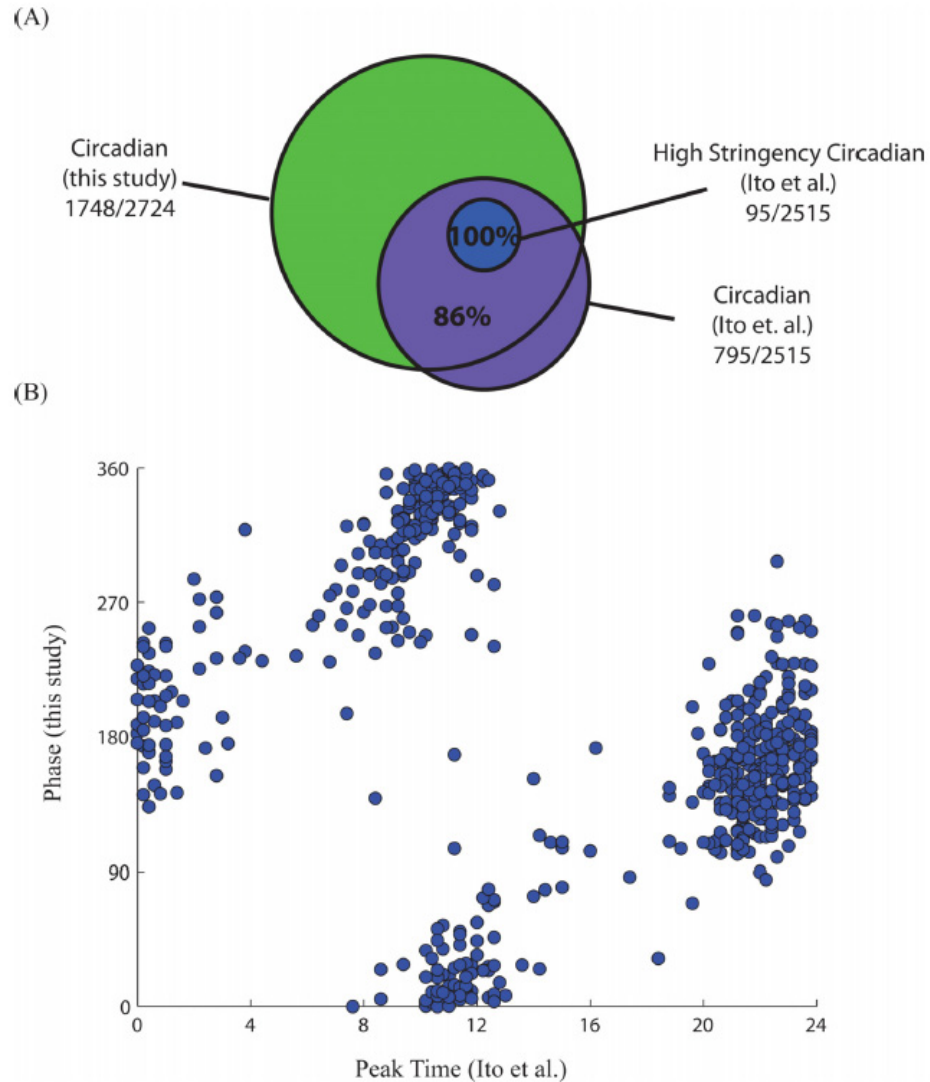 (A)
Circadian
(this study)
1748/2724
High Stringency Circadian
(Ito et al.)
95/2515
100%
86%
Circadian
(Ito et. al.)
795/2515
(B)
360
270
180
90
0
Phase (this study)
0 4 8 12 16 20 24
Peak Time (Ito et al.)